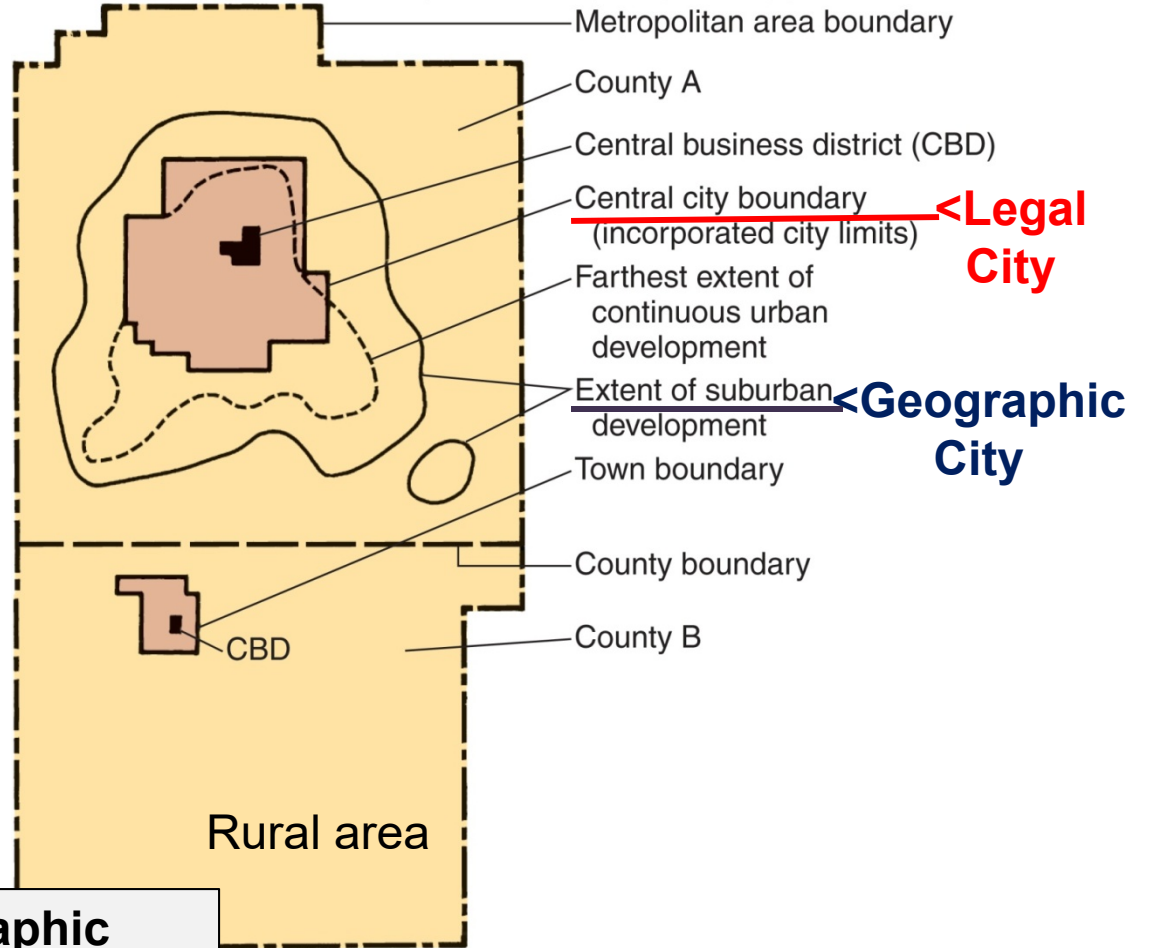 Metropolitan area boundary
County A
Central business district (CBD)
Central city boundary
(incorporated city limits)
<Legal
City
Farthest extent of
continuous urban
development
Extent of suburban
development
<Geographic
City
Town boundary
County boundary
County B
CBD
Rural area
aphic